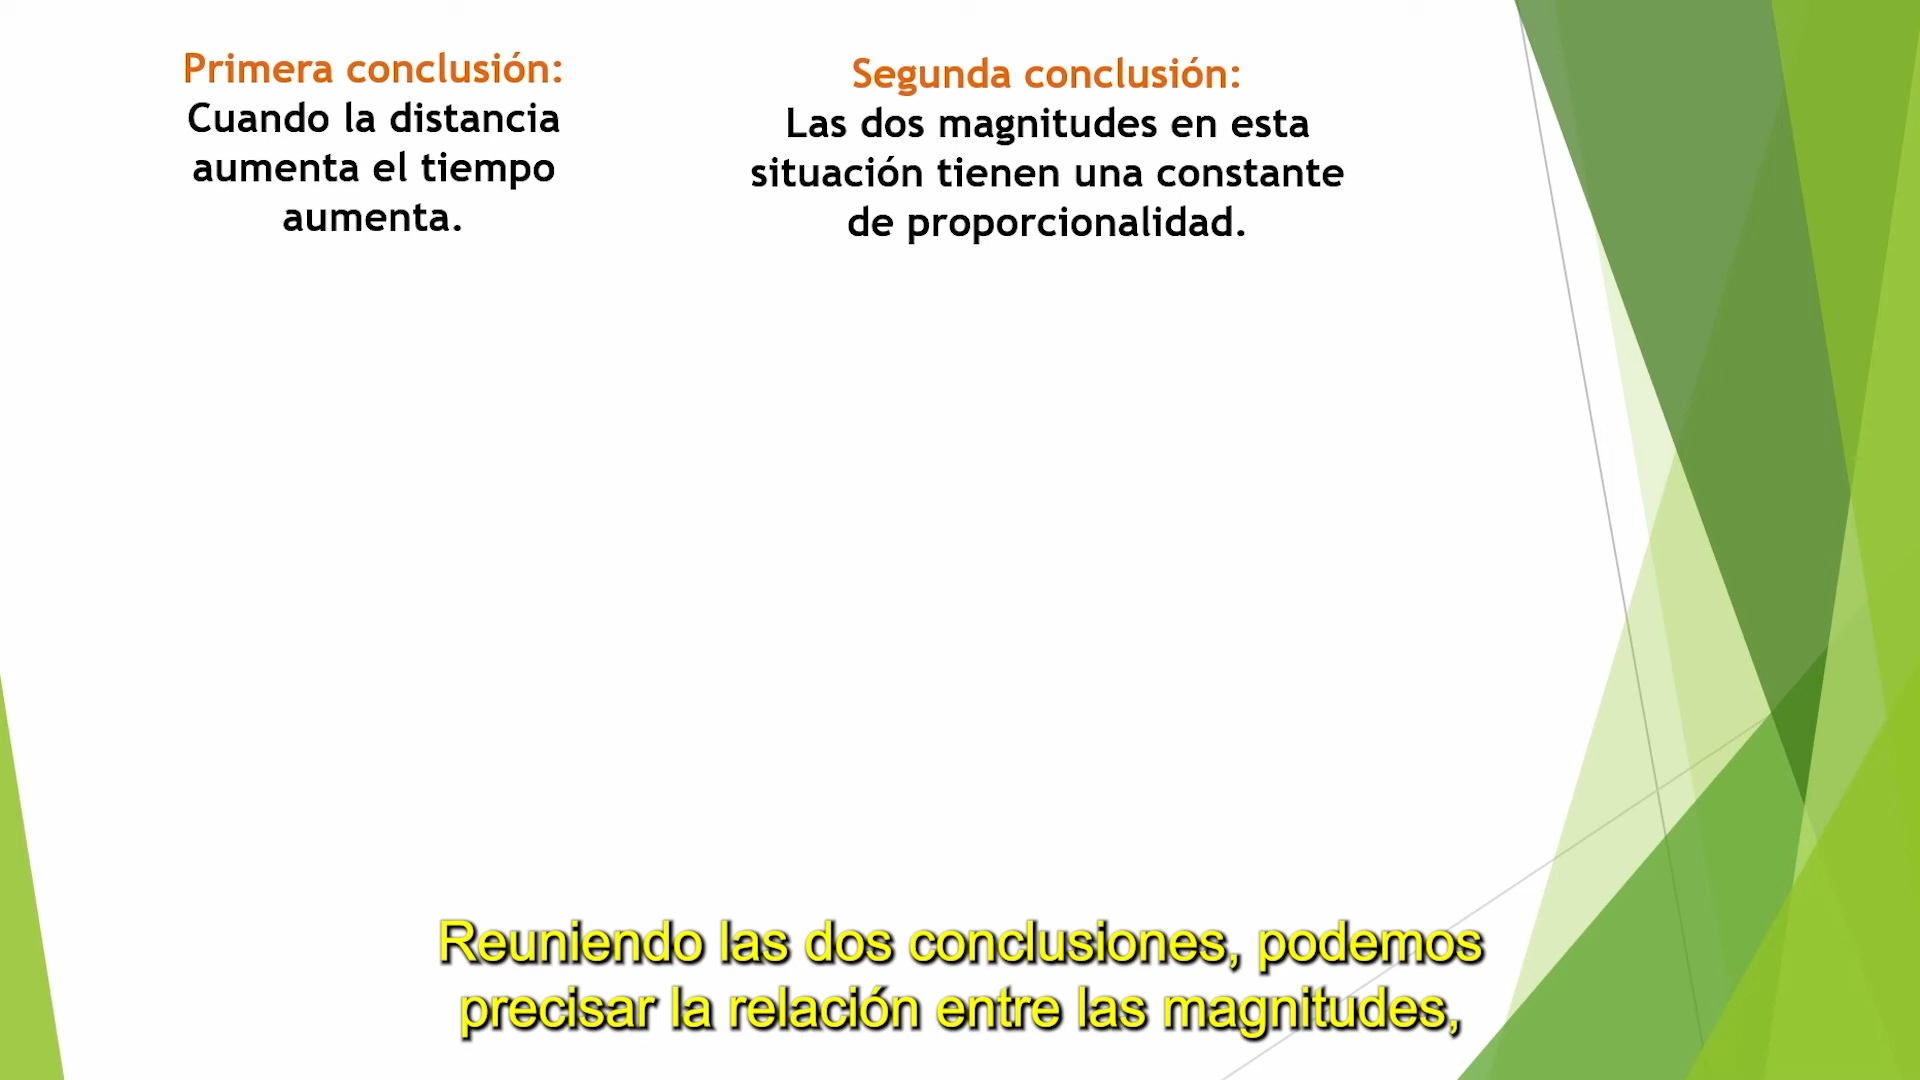 Primera conclusión:
Cuando la distancia
aumenta el tiempo
aumenta.
Segunda conclusión:
Las dos magnitudes en esta
situación tienen una constante
de proporcionalidad.
Reuniendo las dos conclusiones, podemos
precisar la relación entre las magnitudes,